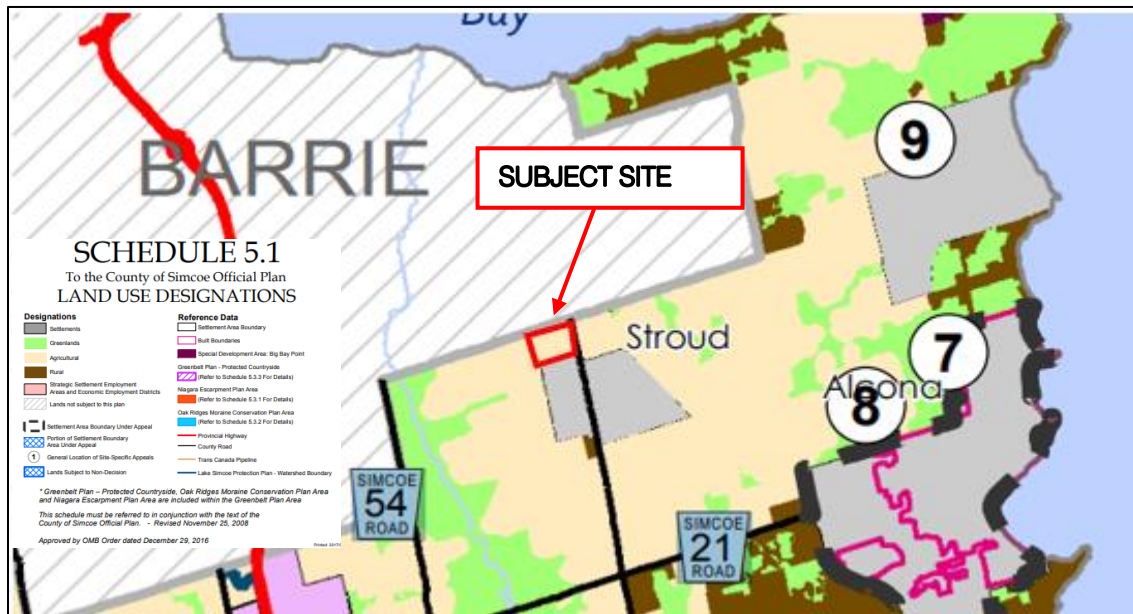 Bay
BARRIE
SUBJECT SITE
9
Stroud
7
Alcona
8
SIMCOE
54
ROAD
SIMCOE
21
ROAD
SCHEDULE 5.1
To the County of Simcoe Official Plan
LAND USE DESIGNATIONS
Designations
Settlements
Greenlands
Agricultural
Rural
Strategic Settlement Employment
Areas and Economic Employment Districts
Lands not subject to this plan
Settlement Area Boundary Under Appeal
Portion of Settlement Boundary
Area Under Appeal
1 General Location of Site-Specific Appeals
Lands Subject to Non-Decision
Reference Data
Settlement Area Boundary
Built Boundaries
Special Development Area: Big Bay Point
Greenbelt Plan - Protected Countryside
(Refer to Schedule 5.3.3 For Details)
Niagara Escarpment Plan Area
(Refer to Schedule 5.3.1 For Details)
Oak Ridges Moraine Conservation Plan Area
(Refer to Schedule 5.3.2 For Details)
Provincial Highway
County Road
Trans Canada Pipeline
Lake Simcoe Protection Plan - Watershed Boundary
* Greenbelt Plan – Protected Countryside, Oak Ridges Moraine Conservation Plan Area
and Niagara Escarpment Plan Area are included within the Greenbelt Plan Area
This schedule must be referred to in conjunction with the text of the
County of Simcoe Official Plan. - Revised November 25, 2008
Approved by OMB Order dated December 29, 2016
Printed